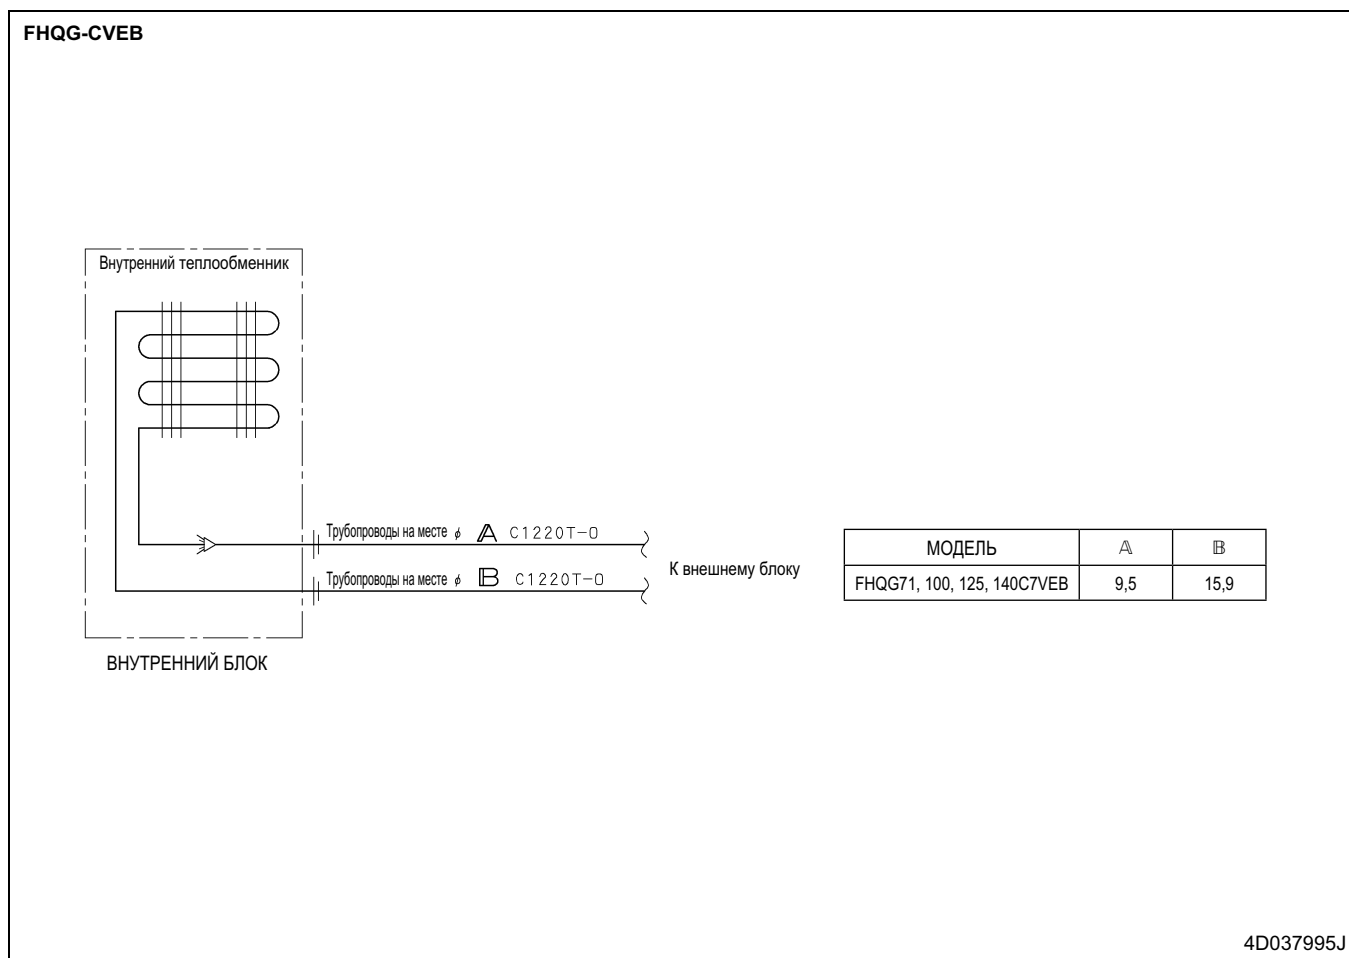 FHQG-CVEB
Внутренний теплообменник
Трубопроводы на месте ϕ A C1220T-O
Трубопроводы на месте ϕ B C1220T-O
К внешнему блоку
ВНУТРЕННИЙ БЛОК
МОДЕЛЬ 𝔸 𝔹
FHQG71, 100, 125, 140C7VEB 9,5 15,9
4D037995J